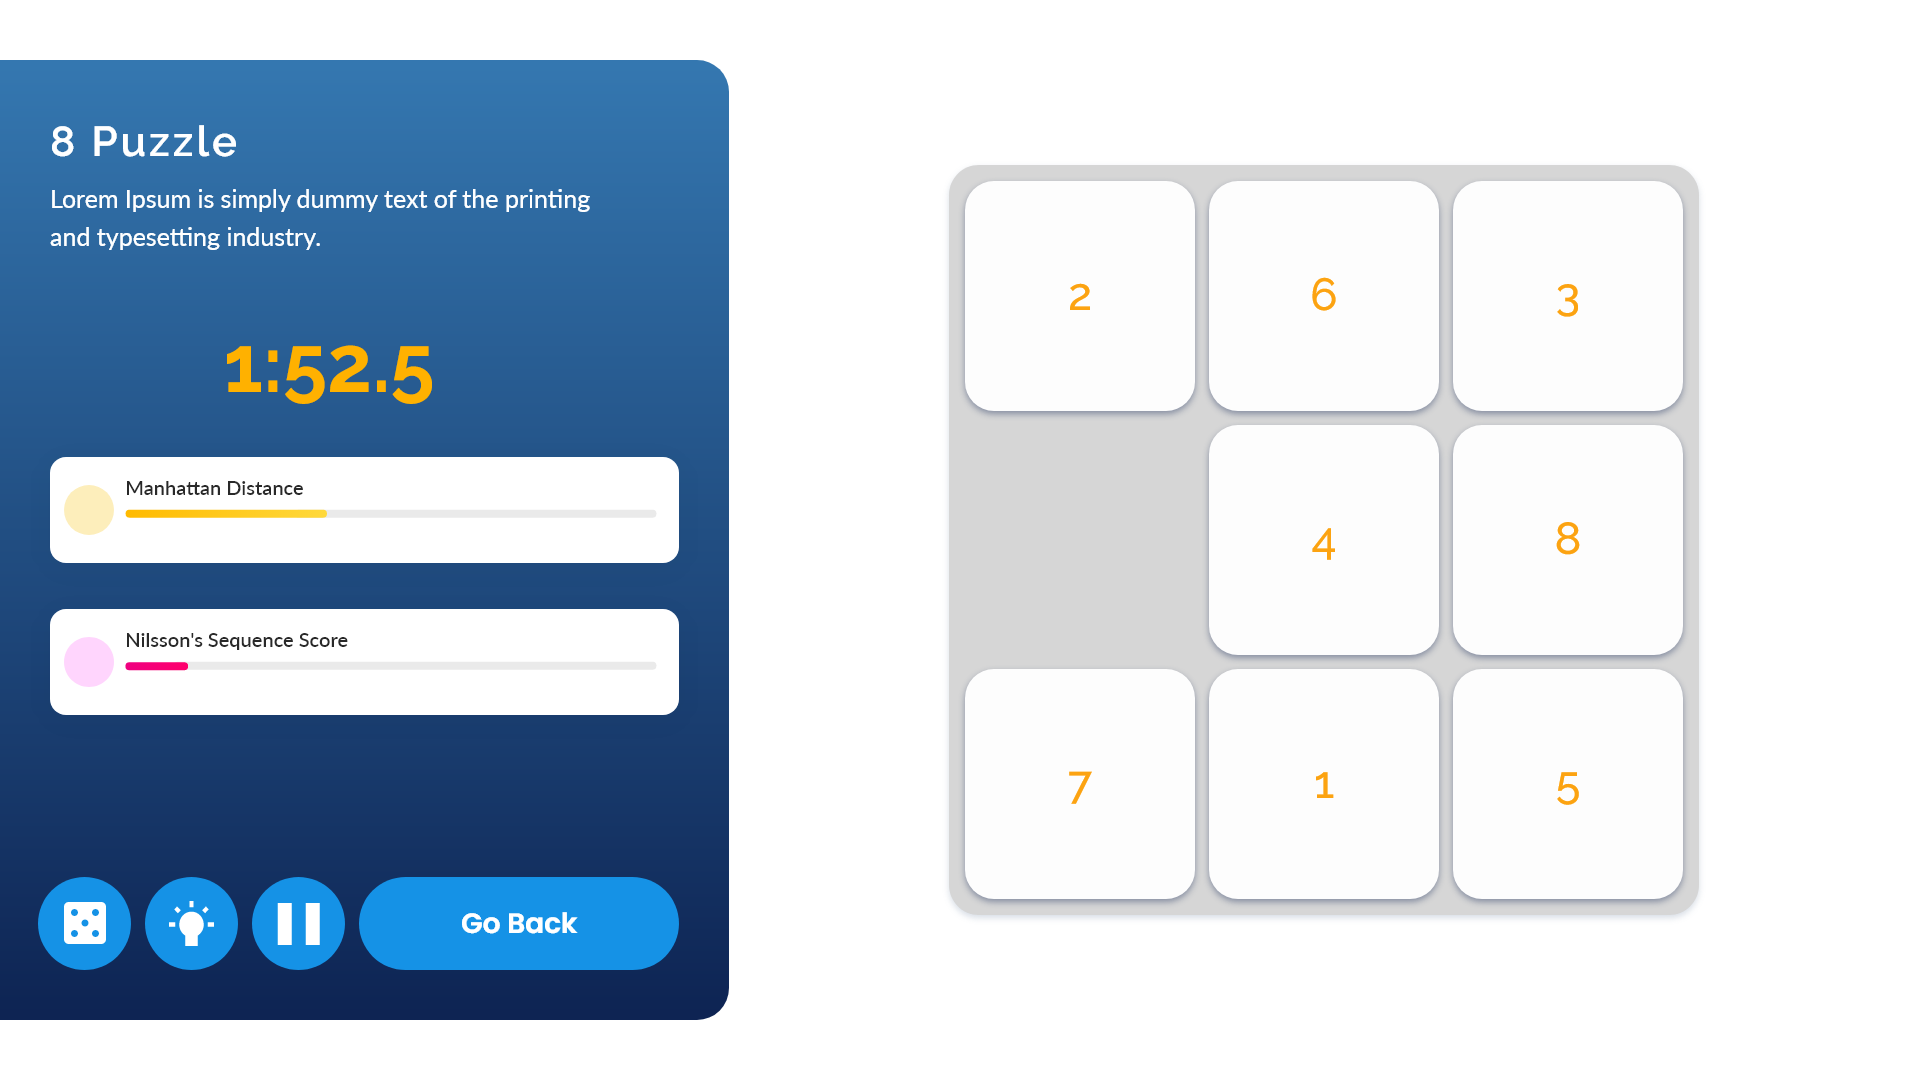 8 Puzzle
Lorem Ipsum is simply dummy text of the printing
and typesetting industry.
1:52.5
Manhattan Distance
Nilsson's Sequence Score
Go Back
2 6 3
4 8
7 1 5